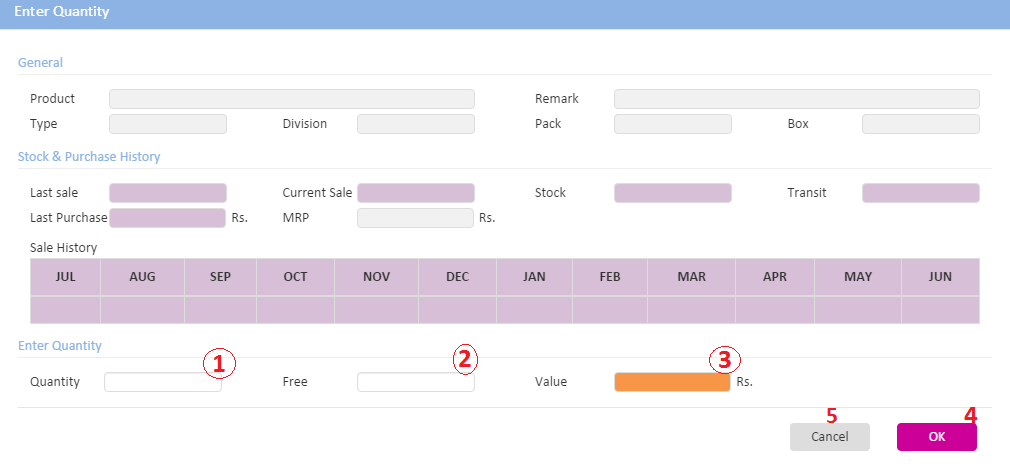 Enter Quantity
General
Product Remark
Type Division Pack Box
Stock & Purchase History
Last sale Current Sale Stock Transit
Last Purchase Rs. MRP Rs.
Sale History
JUL AUG SEP OCT NOV DEC JAN FEB MAR APR MAY JUN
Enter Quantity
1 2 3
Quantity Free Value Rs.
5 4
Cancel OK